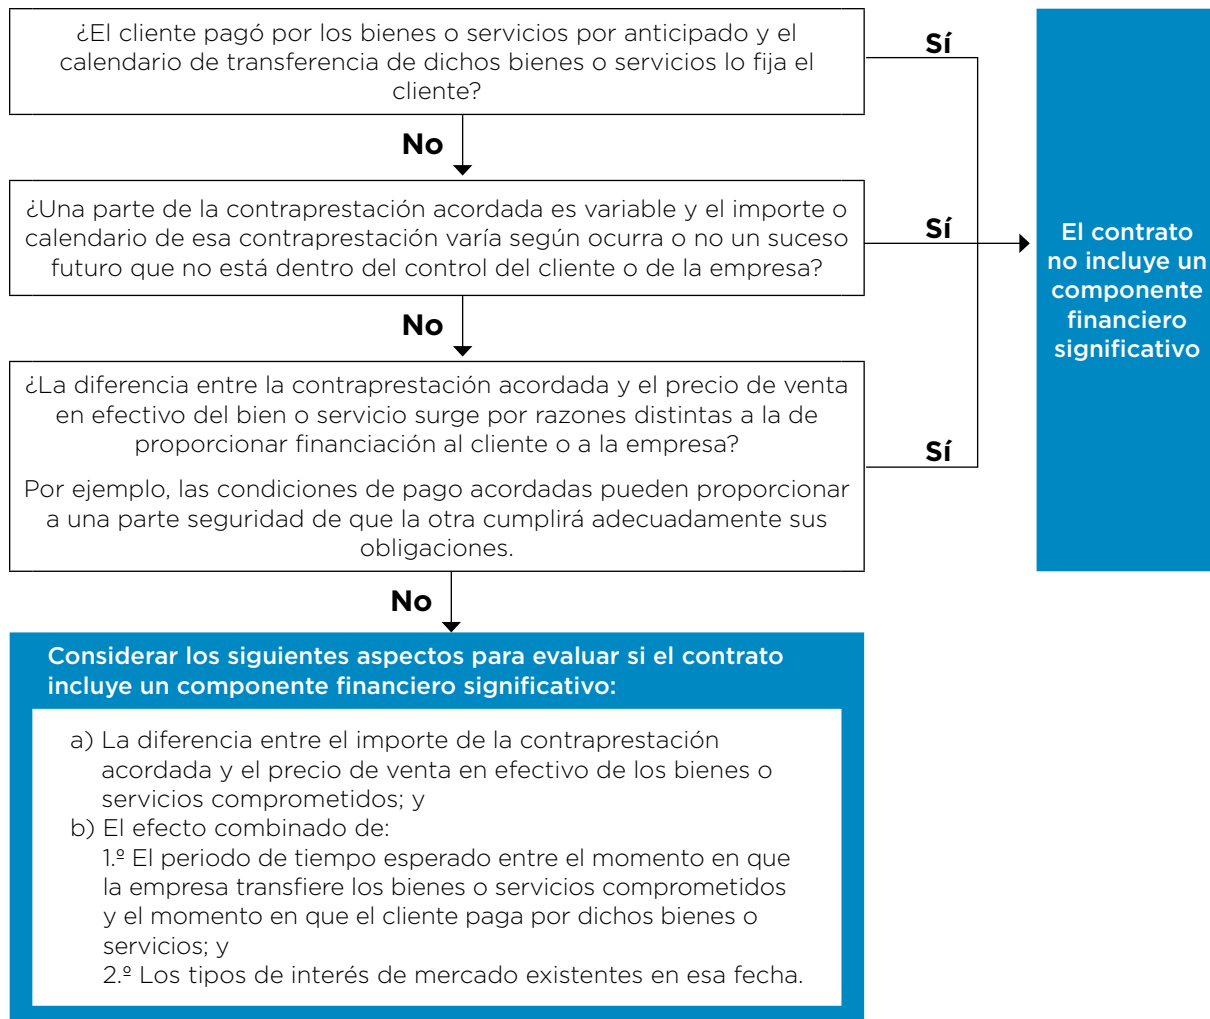 ¿El cliente pagó por los bienes o servicios por anticipado y el
calendario de transferencia de dichos bienes o servicios lo fija el
cliente?
Sí
No
¿Una parte de la contraprestación acordada es variable y el importe o
calendario de esa contraprestación varía según ocurra o no un suceso
futuro que no está dentro del control del cliente o de la empresa?
Sí
El contrato
no incluye un
componente
financiero
significativo
No
¿La diferencia entre la contraprestación acordada y el precio de venta
en efectivo del bien o servicio surge por razones distintas a la de
proporcionar financiación al cliente o a la empresa?
Por ejemplo, las condiciones de pago acordadas pueden proporcionar
a una parte seguridad de que la otra cumplirá adecuadamente sus
obligaciones.
Sí
No
Considerar los siguientes aspectos para evaluar si el contrato
incluye un componente financiero significativo:
a) La diferencia entre el importe de la contraprestación
acordada y el precio de venta en efectivo de los bienes o
servicios comprometidos; y
b) El efecto combinado de:
1.º El periodo de tiempo esperado entre el momento en que
la empresa transfiere los bienes o servicios comprometidos
y el momento en que el cliente paga por dichos bienes o
servicios; y
2.º Los tipos de interés de mercado existentes en esa fecha.